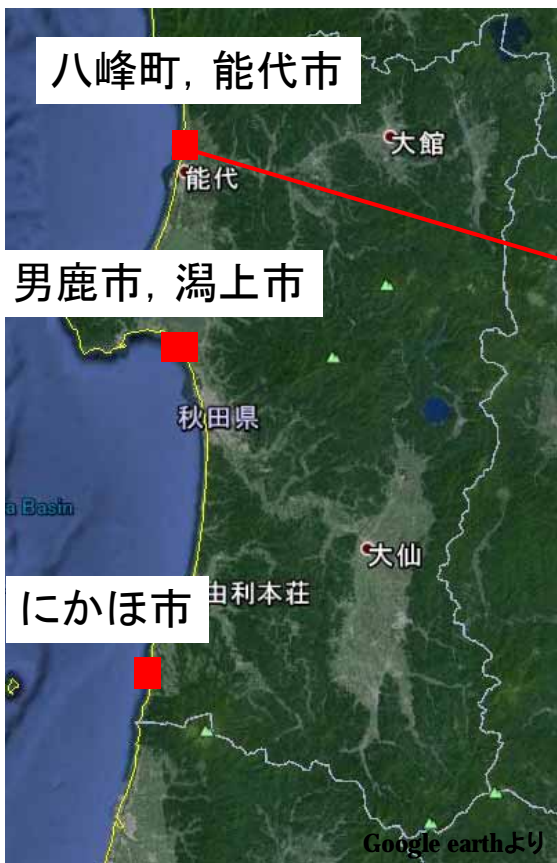 八峰町，能代市
大館
能代
男鹿市，潟上市
秋田県
a Basin
大仙
にかほ市
由利本荘
Google earthより